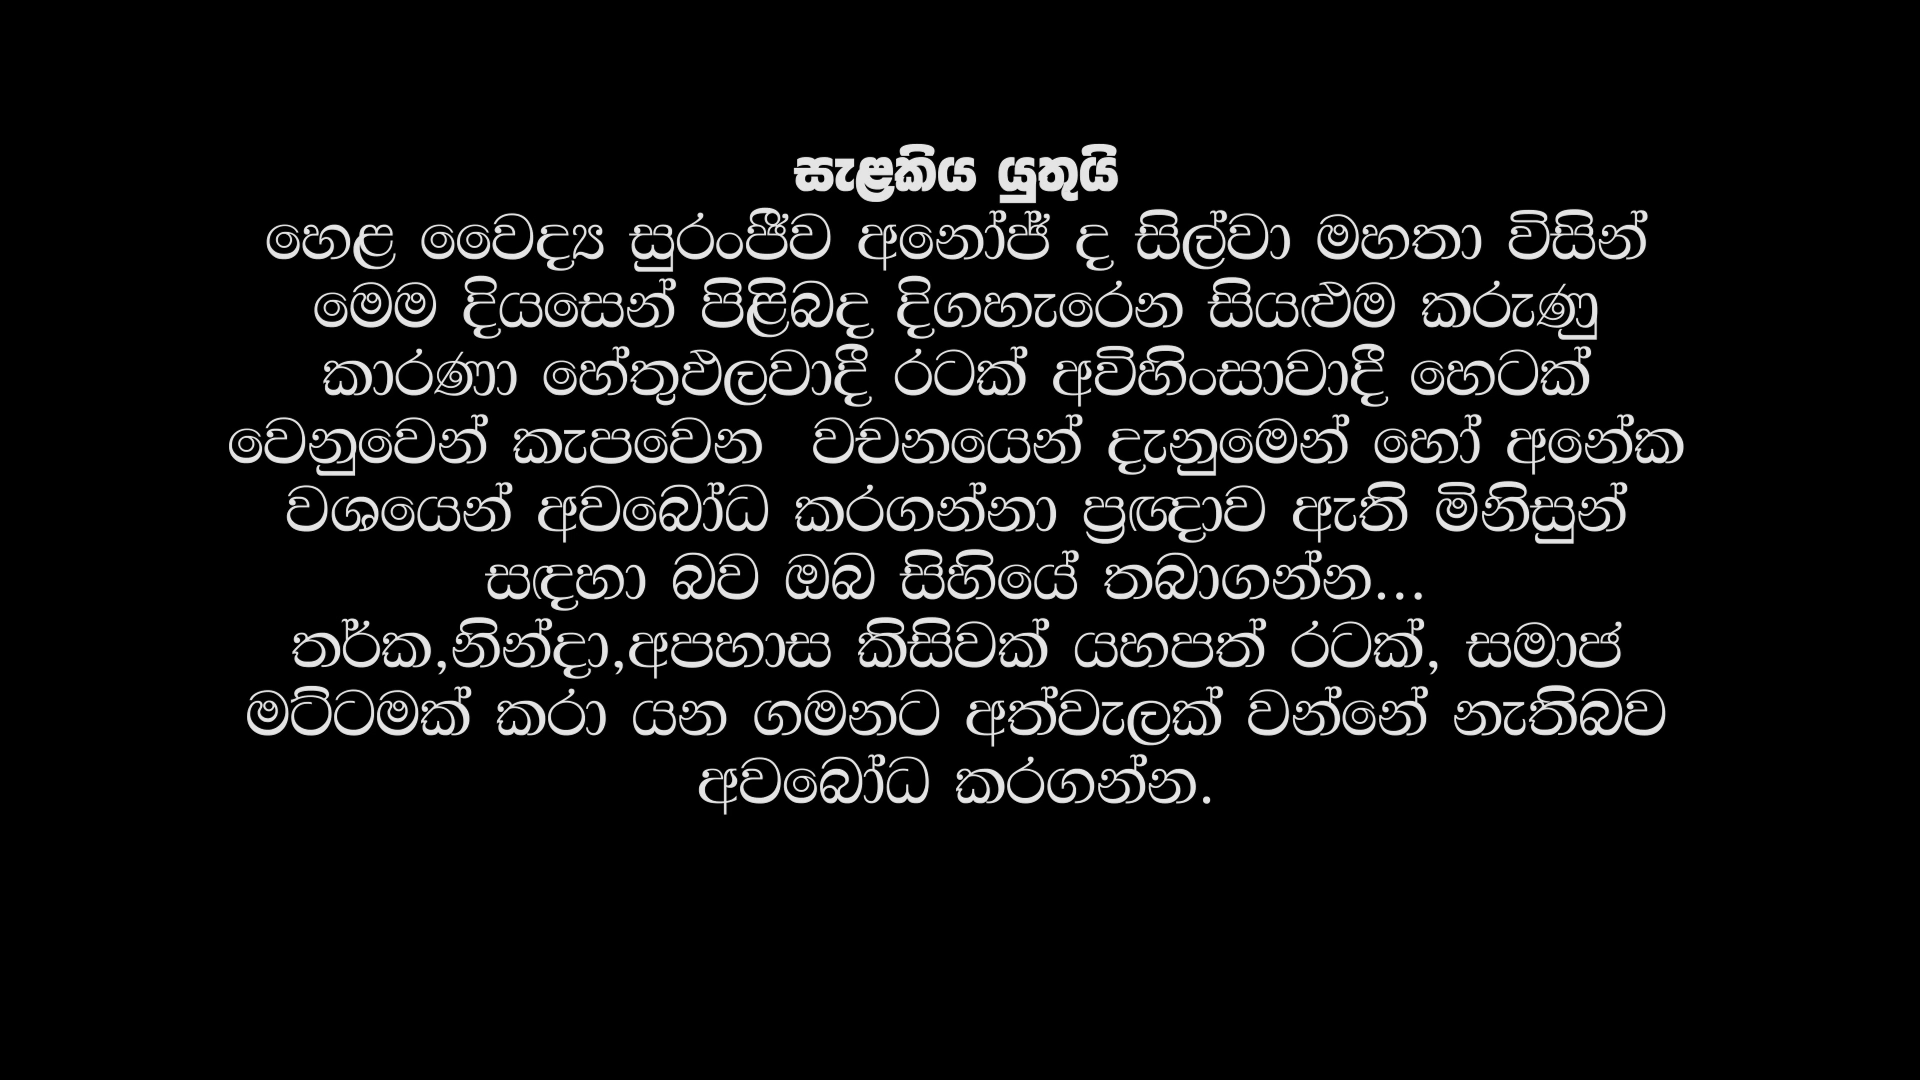 සැළකිය යුතුයි
හෙළ වෛද්‍ය සුරංජීව අනෝජ් ද සිල්වා මහතා විසින්
මෙම දියසෙන් පිළිබද දිගහැරෙන සියළුම කරුණු
කාරණා හේතුඵලවාදී රටක් අවිහිංසාවාදී හෙටක්
වෙනුවෙන් කැපවෙන  වචනයෙන් දැනුමෙන් හෝ අනේක
වශයෙන් අවබෝධ කරගන්නා ප්‍රඥාව ඇති මිනිසුන්
සඳහා බව ඔබ සිහියේ තබාගන්න...
තර්ක,නින්දා,අපහාස කිසිවක් යහපත් රටක්, සමාජ
මට්ටමක් කරා යන ගමනට අත්වැලක් වන්නේ නැතිබව
අවබෝධ කරගන්න.